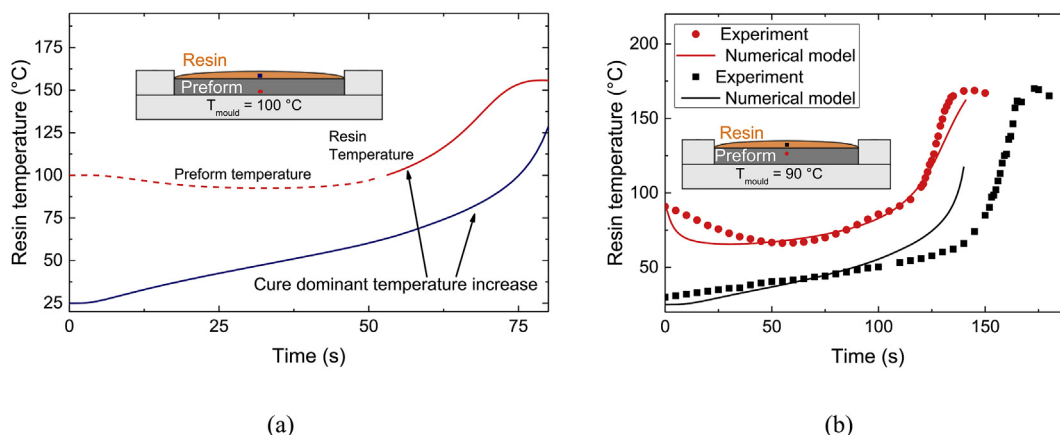 175
150
125
100
75
50
25
Resin temperature (°C)
Resin
Preform
T mould = 100 °C
Resin
Temperature
Preform temperature
Cure dominant temperature increase
0
25
50
75
Time (s)
(a)
200
150
100
50
Resin temperature (°C)
Experiment
Numerical model
Experiment
Numerical model
Resin
Preform
T mould = 90 °C
0
50
100
150
Time (s)
(b)